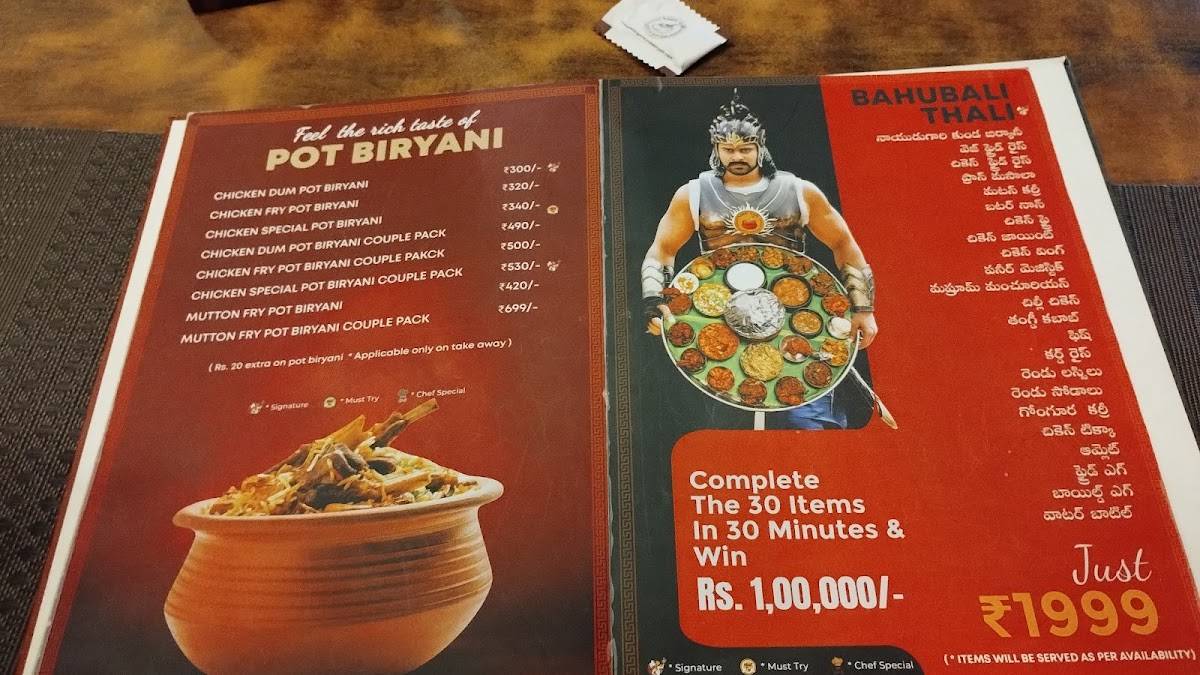 Feel the rich taste of
POT BIRYANI
CHICKEN DUM POT BIRYANI ₹300/-
CHICKEN FRY POT BIRYANI ₹320/-
CHICKEN SPECIAL POT BIRYANI ₹340/-
CHICKEN DUM POT BIRYANI COUPLE PACK ₹490/-
CHICKEN FRY POT BIRYANI COUPLE PAKCK ₹500/-
CHICKEN SPECIAL POT BIRYANI COUPLE PACK ₹530/-
MUTTON FRY POT BIRYANI ₹420/-
MUTTON FRY POT BIRYANI COUPLE PACK ₹699/-
( Rs. 20 extra on pot biryani * Applicable only on take away )
* Signature * Must Try * Chef Special
BAHUBALI
THALI
నాయుడుగారి కుండ బిర్యానీ
వెజ్ ఫ్రైడ్ రైస్
చికెన్ ఫ్రైడ్ రైస్
ప్రాన్ మసాలా
మటన్ కర్రీ
బటర్ నాన్
చికెన్ ఫ్రై
చికెన్ జాయింట్
చికెన్ వింగ్
పనీర్ మెజిస్టిక్
మష్రూమ్ మంచూరియన్
చిల్లీ చికెన్
తంగ్డీ కబాబ్
ఫిష్
కర్డ్ రైస్
రెండు లస్సీలు
రెండు సోడాలు
గోంగూర కర్రీ
చికెన్ టిక్కా
ఆమ్లెట్
ఫ్రైడ్ ఎగ్
బాయిల్డ్ ఎగ్
వాటర్ బాటిల్
Complete
The 30 Items
In 30 Minutes &
Win
Rs. 1,00,000/-
Just
₹1999
( * ITEMS WILL BE SERVED AS PER AVAILABILITY)
* Signature * Must Try * Chef Special